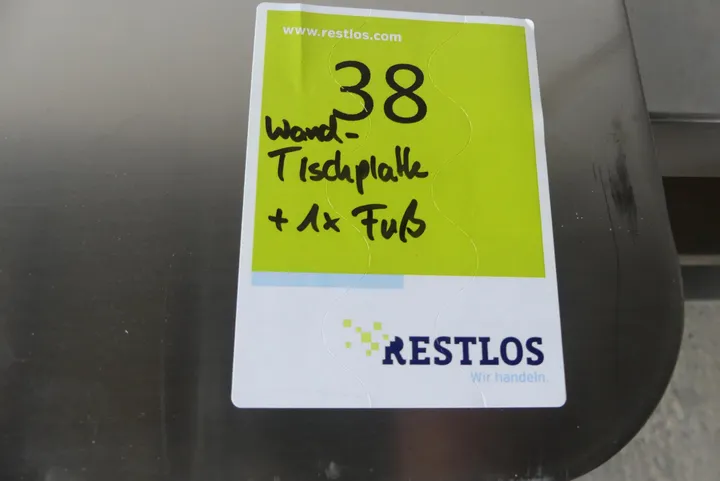 www.restlos.com
38
Wand-
Tischplatte
+ 1x Fuß
RESTLOS
Wir handeln.